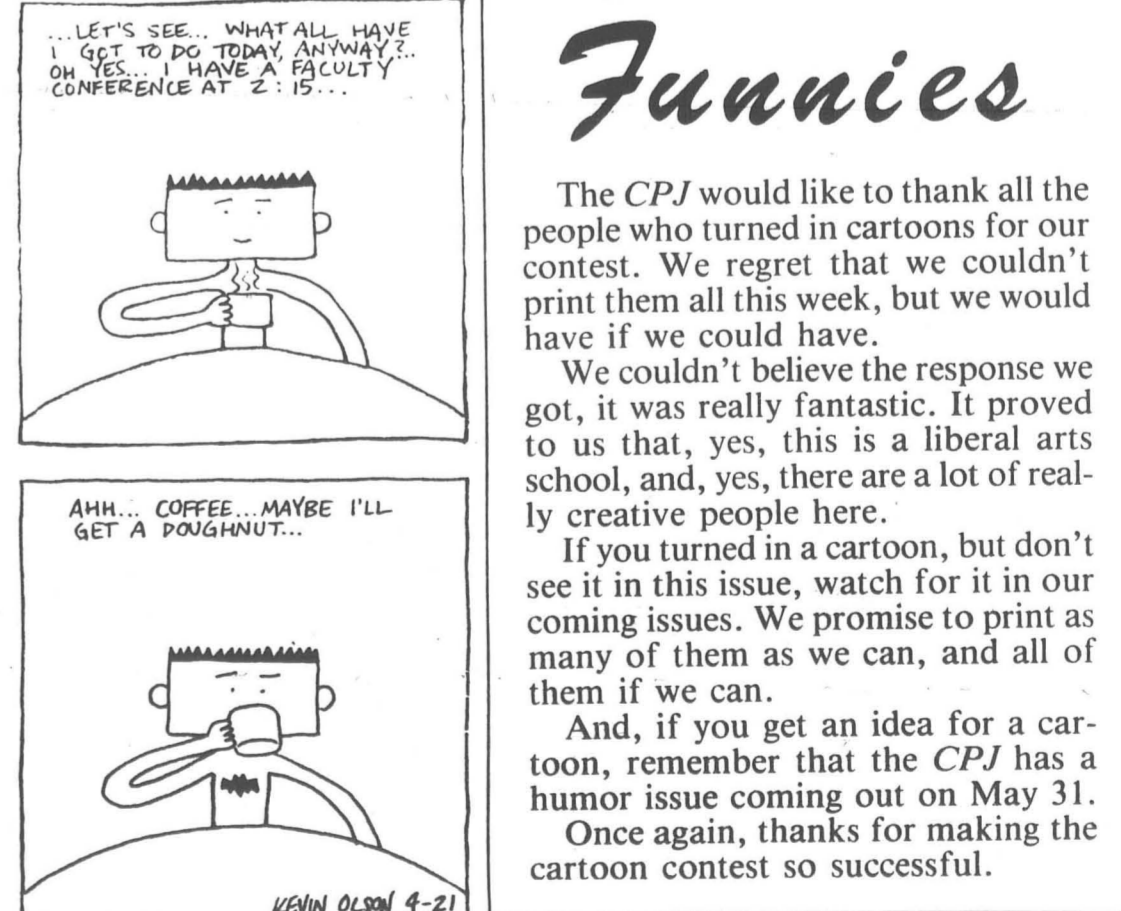 ...LET'S SEE... WHAT ALL HAVE
I GOT TO DO TODAY, ANYWAY?..
OH YES... I HAVE A FACULTY
CONFERENCE AT 2:15...
AHH... COFFEE...MAYBE I'LL
GET A DOUGHNUT...
KEVIN OLSON 4-21
Funnies
The CPJ would like to thank all the
people who turned in cartoons for our
contest. We regret that we couldn't
print them all this week, but we would
have if we could have.
We couldn't believe the response we
got, it was really fantastic. It proved
to us that, yes, this is a liberal arts
school, and, yes, there are a lot of real-
ly creative people here.
If you turned in a cartoon, but don't
see it in this issue, watch for it in our
coming issues. We promise to print as
many of them as we can, and all of
them if we can.
And, if you get an idea for a car-
toon, remember that the CPJ has a
humor issue coming out on May 31.
Once again, thanks for making the
cartoon contest so successful.